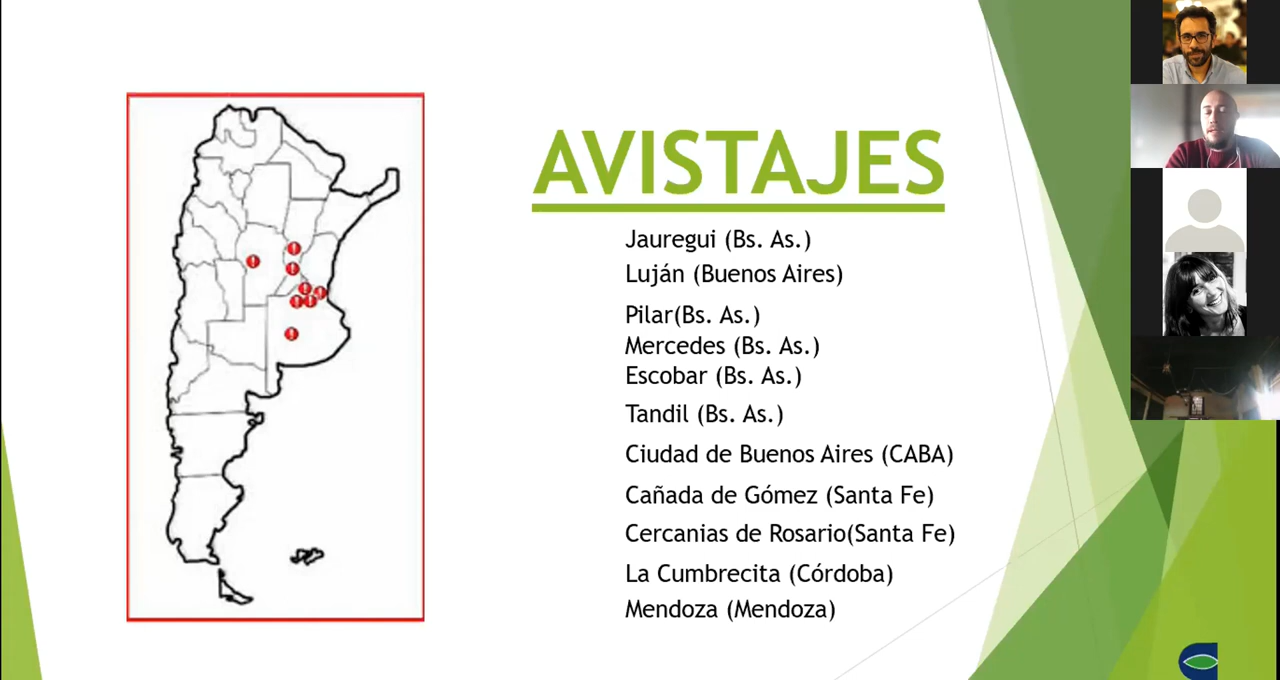 AVISTAJES
Jauregui (Bs. As.)
Luján (Buenos Aires)
Pilar(Bs. As.)
Mercedes (Bs. As.)
Escobar (Bs. As.)
Tandil (Bs. As.)
Ciudad de Buenos Aires (CABA)
Cañada de Gómez (Santa Fe)
Cercanias de Rosario(Santa Fe)
La Cumbrecita (Córdoba)
Mendoza (Mendoza)